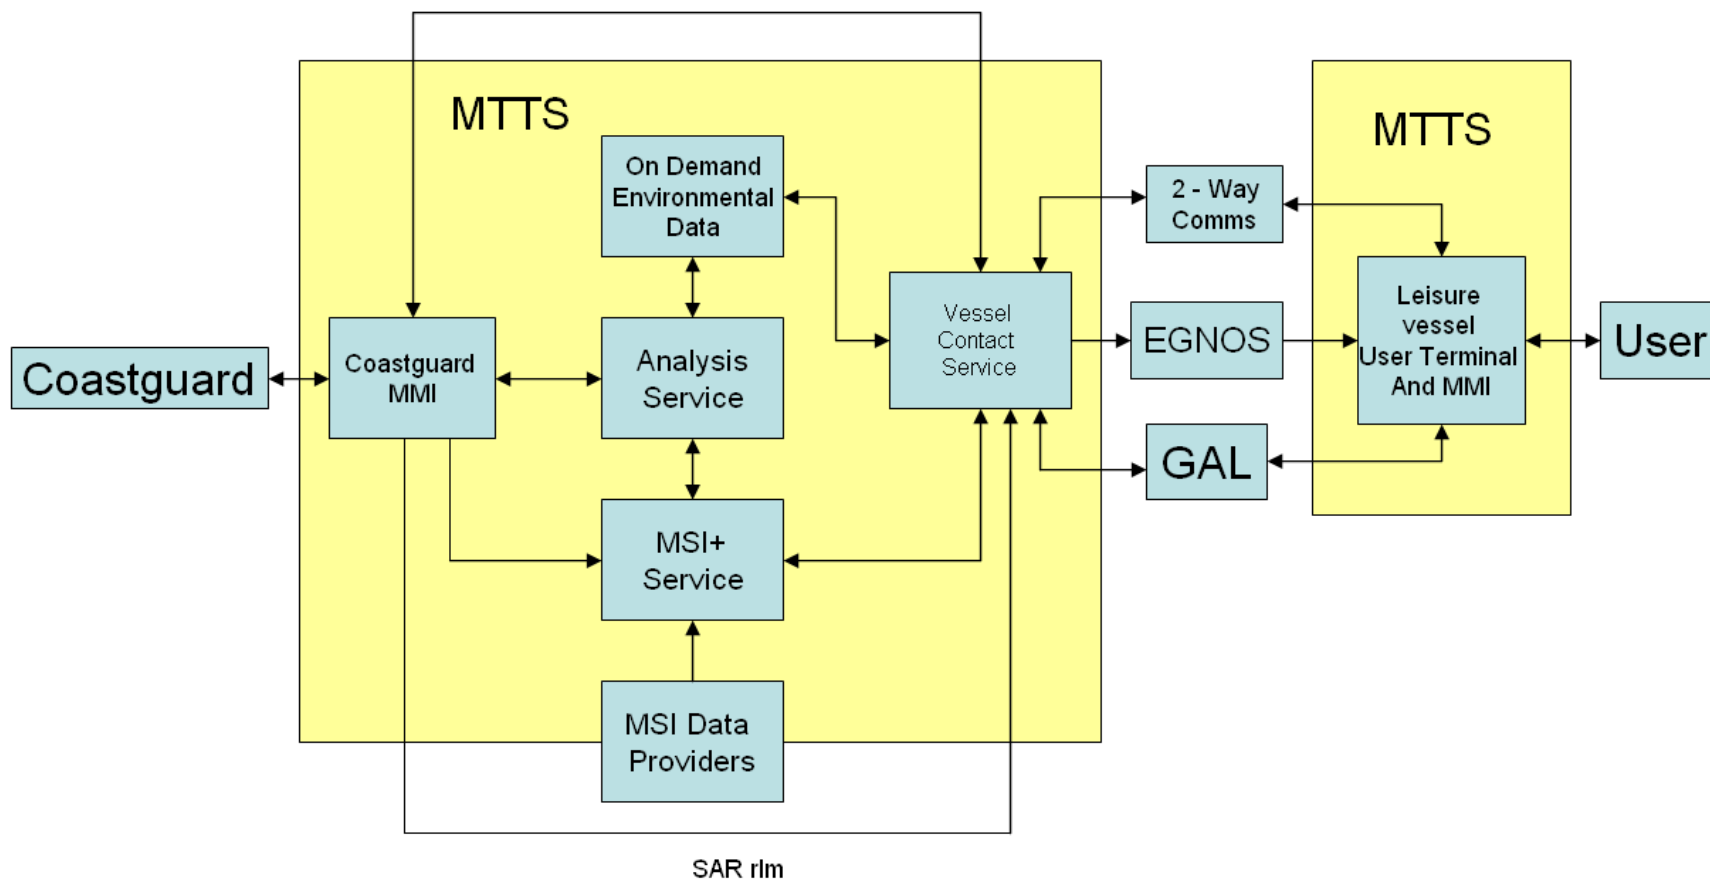 MTTS
MTTS
On Demand
Environmental
Data
2 - Way
Comms
Vessel
Contact
Service
Leisure
vessel
User Terminal
And MMI
EGNOS
User
Coastguard
Coastguard
MMI
Analysis
Service
GAL
MSI+
Service
MSI Data
Providers
SAR rlm